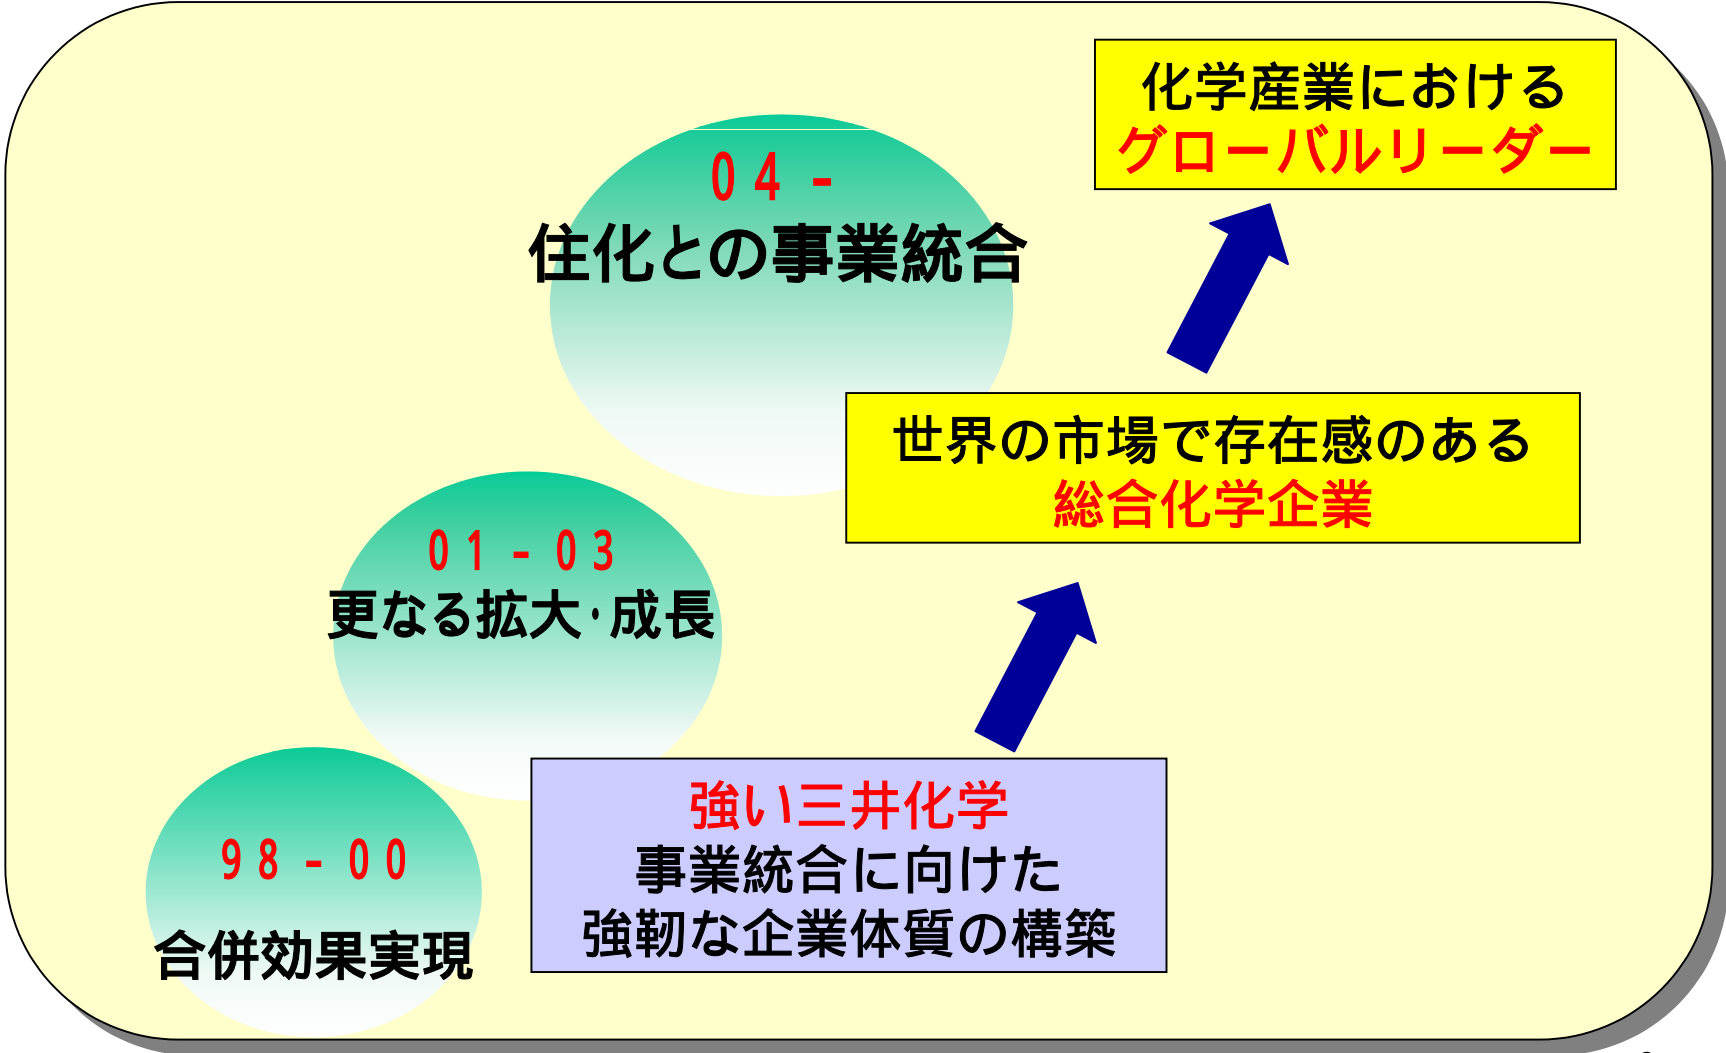 化学産業における
グローバルリーダー
04-
住化との事業統合
世界の市場で存在感のある
総合化学企業
01-03
更なる拡大・成長
強い三井化学
事業統合に向けた
強靭な企業体質の構築
98-00
合併効果実現